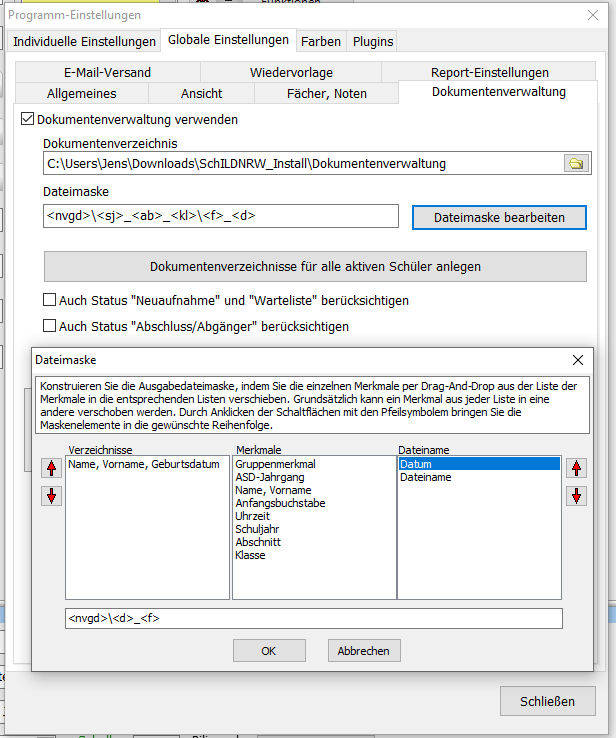 Funktionen
Programm-Einstellungen
Individuelle Einstellungen Globale Einstellungen Farben Plugins
E-Mail-Versand Wiedervorlage Report-Einstellungen
Allgemeines Ansicht Fächer, Noten Dokumentenverwaltung
Dokumentenverwaltung verwenden
Dokumentenverzeichnis
C:\Users\Jens\Downloads\SchILDNRW_Install\Dokumentenverwaltung
Dateimaske
<nvgd>\<sj>_<ab>_<kl>\<f>_<d> Dateimaske bearbeiten
Dokumentenverzeichnisse für alle aktiven Schüler anlegen
Auch Status "Neuaufnahme" und "Warteliste" berücksichtigen
Auch Status "Abschluss/Abgänger" berücksichtigen
Dateimaske
Konstruieren Sie die Ausgabedateimaske, indem Sie die einzelnen Merkmale per Drag-And-Drop aus der Liste der
Merkmale in die entsprechenden Listen verschieben. Grundsätzlich kann ein Merkmal aus jeder Liste in eine
andere verschoben werden. Durch Anklicken der Schaltflächen mit den Pfeilsymbolem bringen Sie die
Maskenelemente in die gewünschte Reihenfolge.
Verzeichnisse Merkmale Dateiname
Name, Vorname, Geburtsdatum Gruppenmerkmal Datum
ASD-Jahrgang Dateiname
Name, Vorname
Anfangsbuchstabe
Uhrzeit
Schuljahr
Abschnitt
Klasse
<nvgd>\<d>_<f>
OK Abbrechen
Schließen